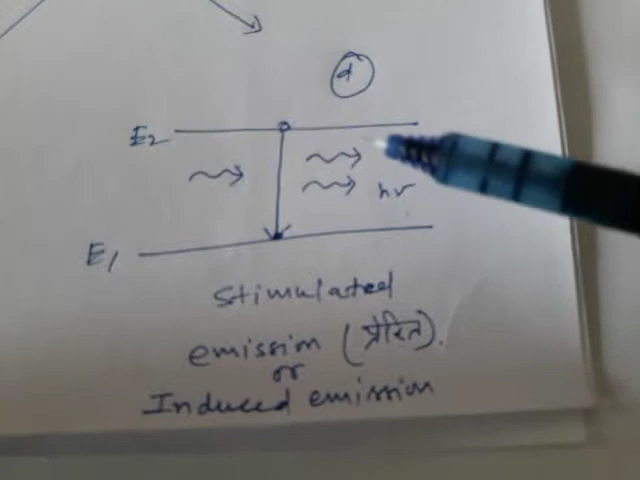 d
E2
hν
E1
Stimulated
emission (प्रेरित).
or
Induced emission